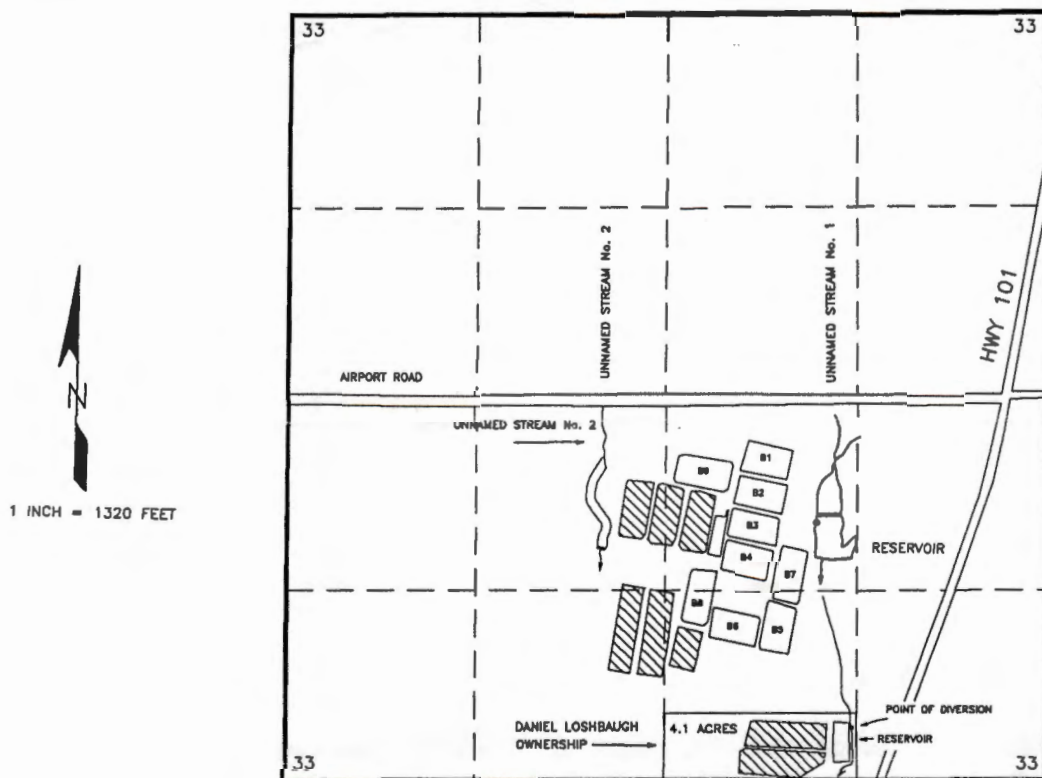 33
33
UNNAMED STREAM No. 2
UNNAMED STREAM No. 1
HWY 101
N
1 INCH = 1320 FEET
AIRPORT ROAD
UNNAMED STREAM No. 2
B1
B2
B3
B4
B7
RESERVOIR
B6
B5
POINT OF DIVERSION
DANIEL LOSHBAUGH
OWNERSHIP
4.1 ACRES
RESERVOIR
33
33